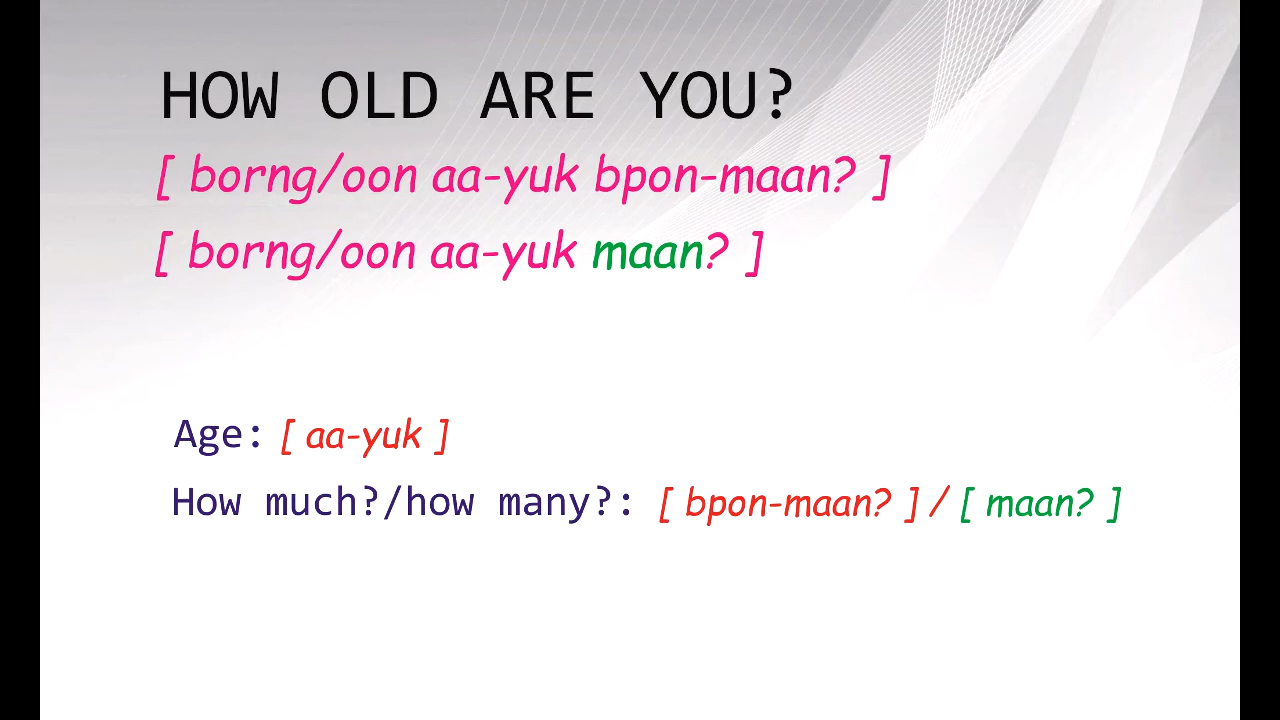 HOW OLD ARE YOU?
[ borng/oon aa-yuk bpon-maan? ]
[ borng/oon aa-yuk maan? ]
Age: [ aa-yuk ]
How much?/how many?: [ bpon-maan? ] / [ maan? ]